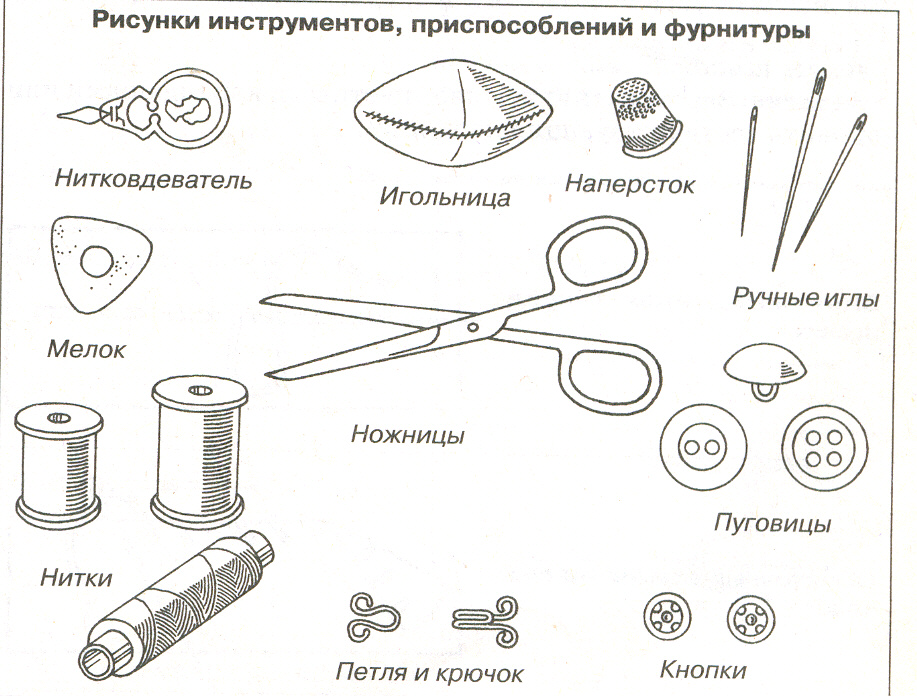 Рисунки инструментов, приспособлений и фурнитуры
Нитковдеватель
Игольница
Наперсток
Ручные иглы
Мелок
Ножницы
Пуговицы
Нитки
Петля и крючок
Кнопки